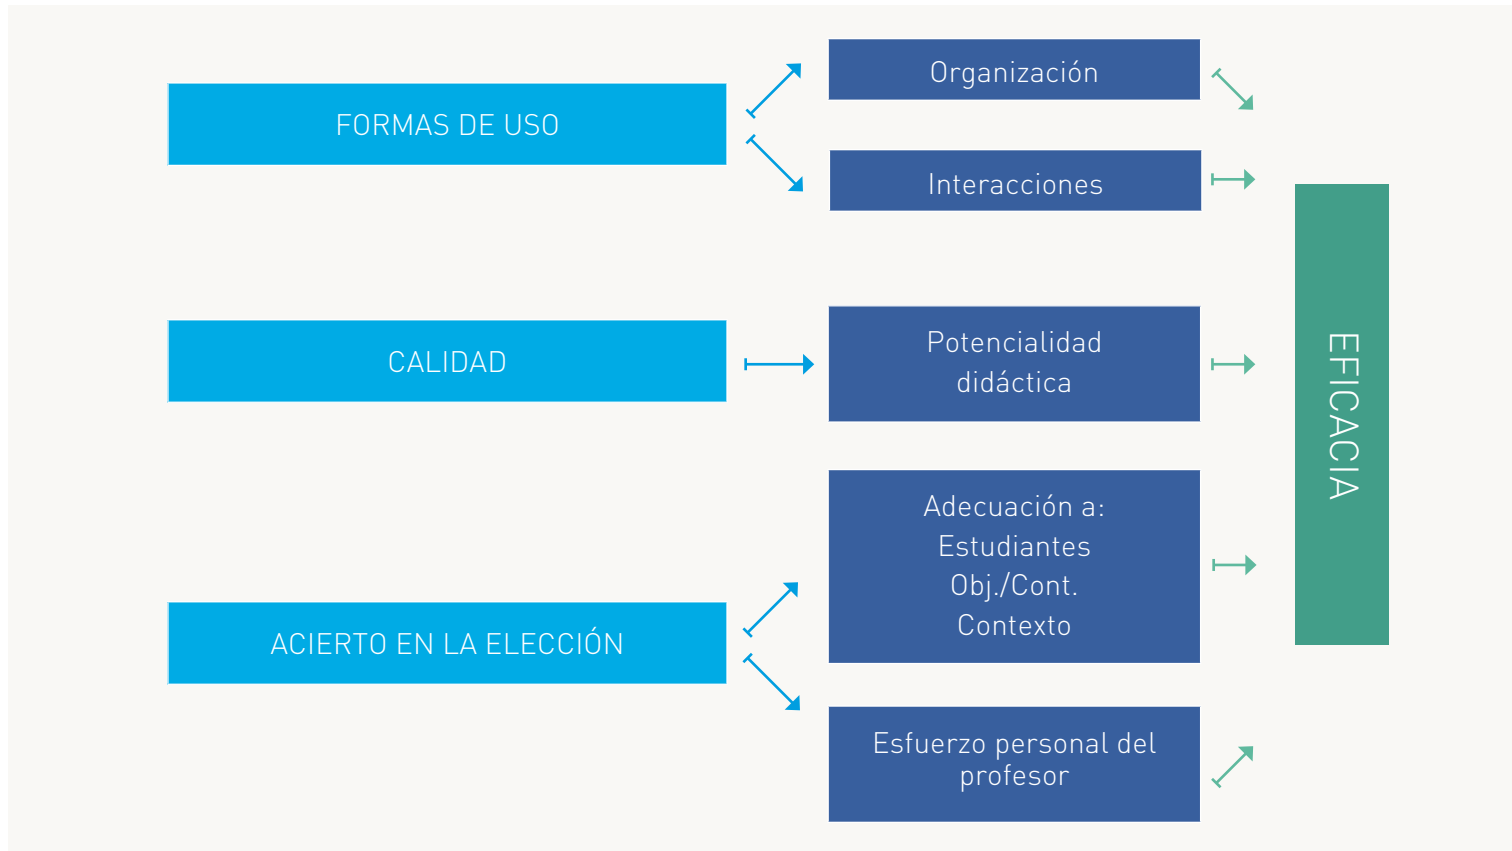 FORMAS DE USO
Organización
Interacciones
CALIDAD
Potencialidad
didáctica
ACIERTO EN LA ELECCIÓN
Adecuación a:
Estudiantes
Obj./Cont.
Contexto
Esfuerzo personal del
profesor
EFICACIA